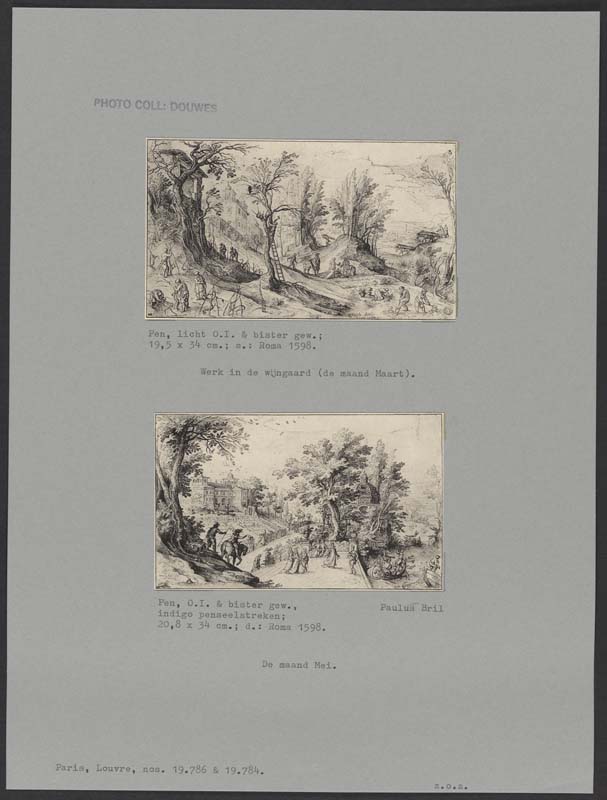 PHOTO COLL: DOUWES
Pen, licht O.I. & bister gew.;
19,5 x 34 cm.; s.: Roma 1598.
Werk in de wijngaard (de maand Maart).
Pen, O.I. & bister gew.,
indigo penseelstreken;
20,8 x 34 cm.; d.: Roma 1598.
Paulus Bril
De maand Mei.
Paris, Louvre, nos. 19.786 & 19.784.
z.o.z.